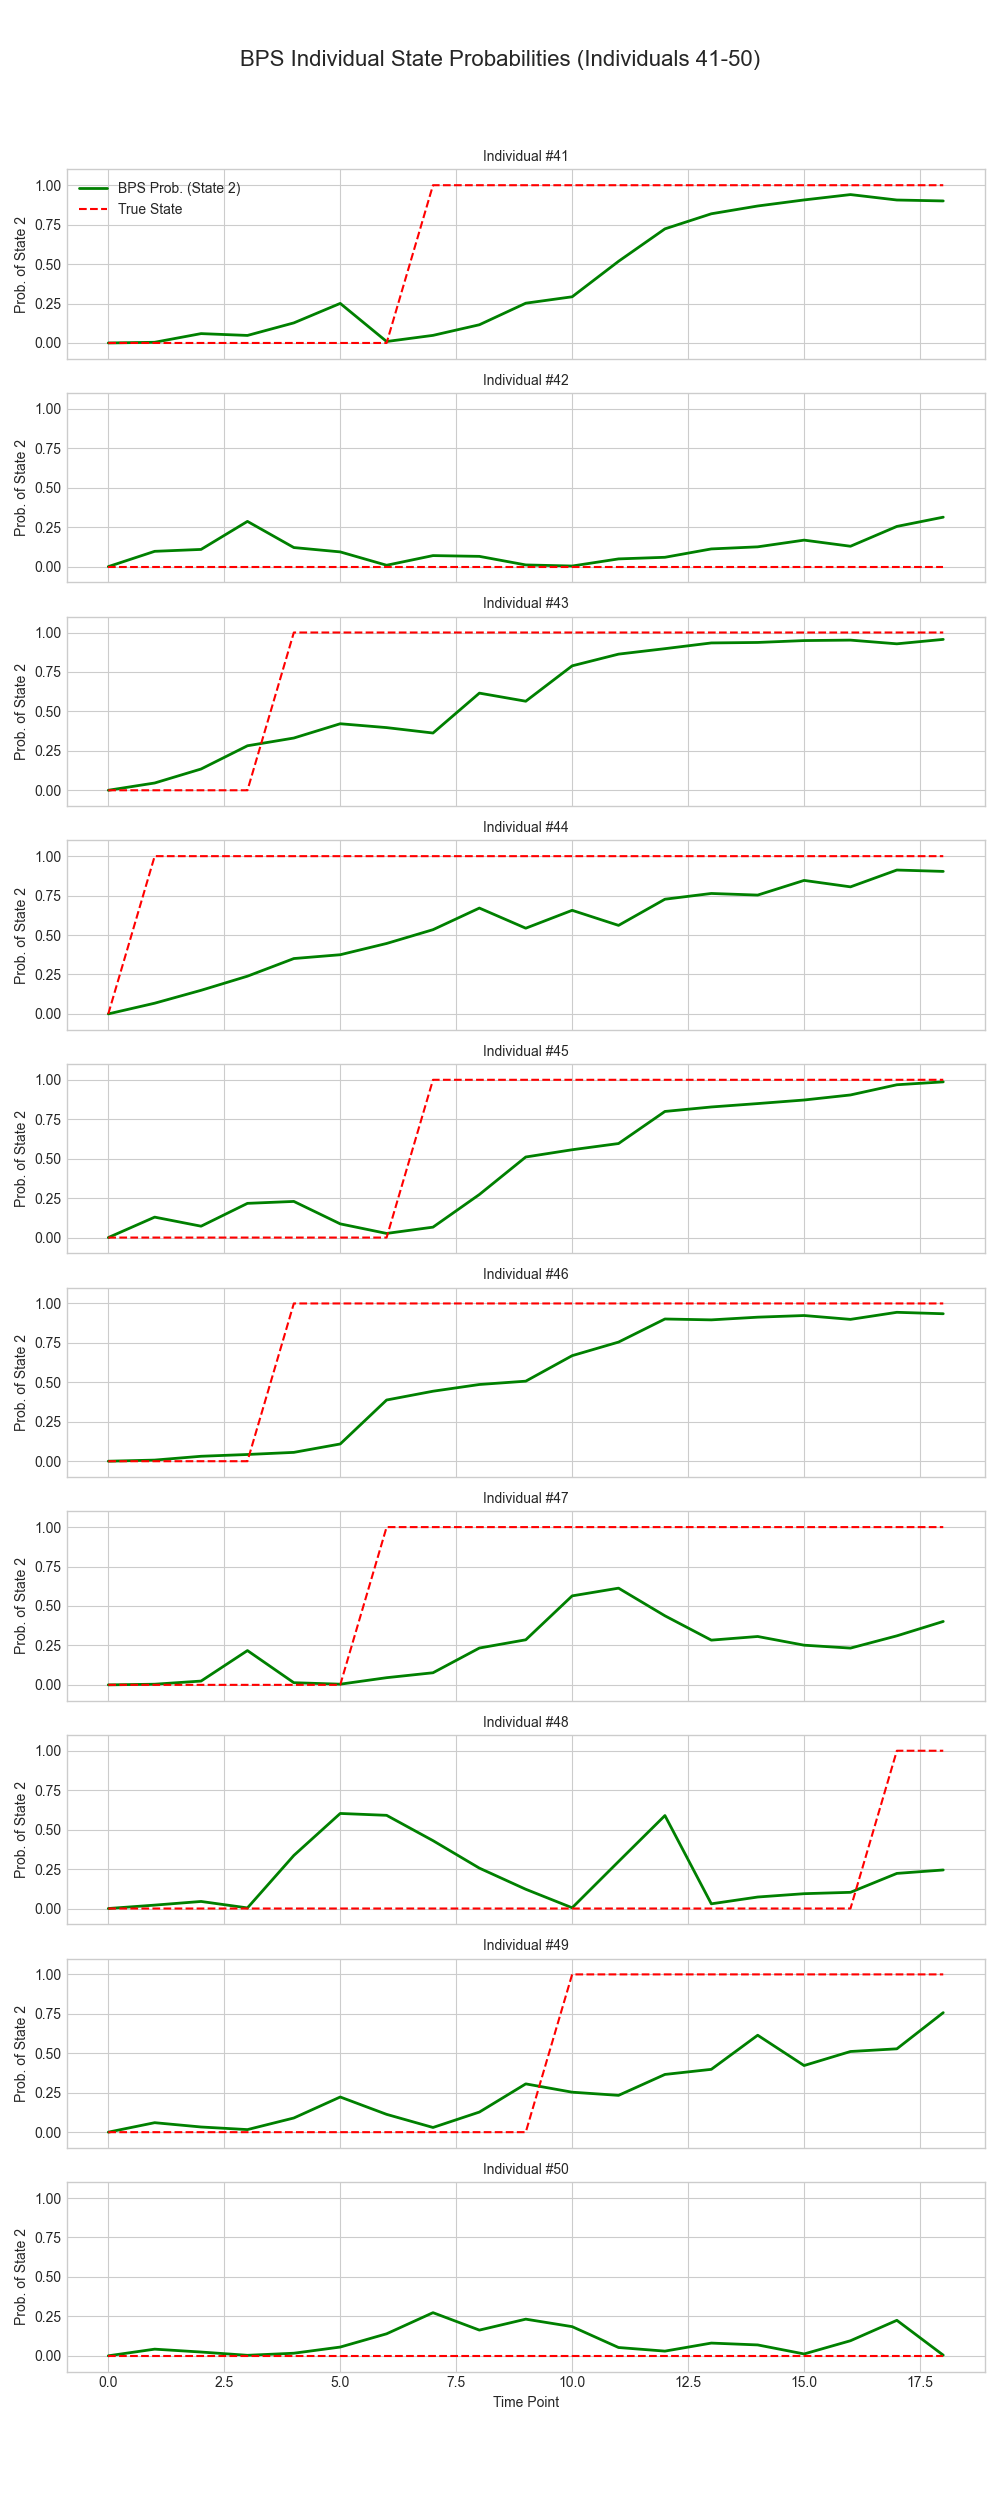 BPS Individual State Probabilities (Individuals 41-50)
Individual #41
BPS Prob. (State 2)
True State
1.00
0.75
0.50
0.25
0.00
Prob. of State 2
Individual #42
1.00
0.75
0.50
0.25
0.00
Prob. of State 2
Individual #43
1.00
0.75
0.50
0.25
0.00
Prob. of State 2
Individual #44
1.00
0.75
0.50
0.25
0.00
Prob. of State 2
Individual #45
1.00
0.75
0.50
0.25
0.00
Prob. of State 2
Individual #46
1.00
0.75
0.50
0.25
0.00
Prob. of State 2
Individual #47
1.00
0.75
0.50
0.25
0.00
Prob. of State 2
Individual #48
1.00
0.75
0.50
0.25
0.00
Prob. of State 2
Individual #49
1.00
0.75
0.50
0.25
0.00
Prob. of State 2
Individual #50
1.00
0.75
0.50
0.25
0.00
Prob. of State 2
0.0 2.5 5.0 7.5 10.0 12.5 15.0 17.5
Time Point